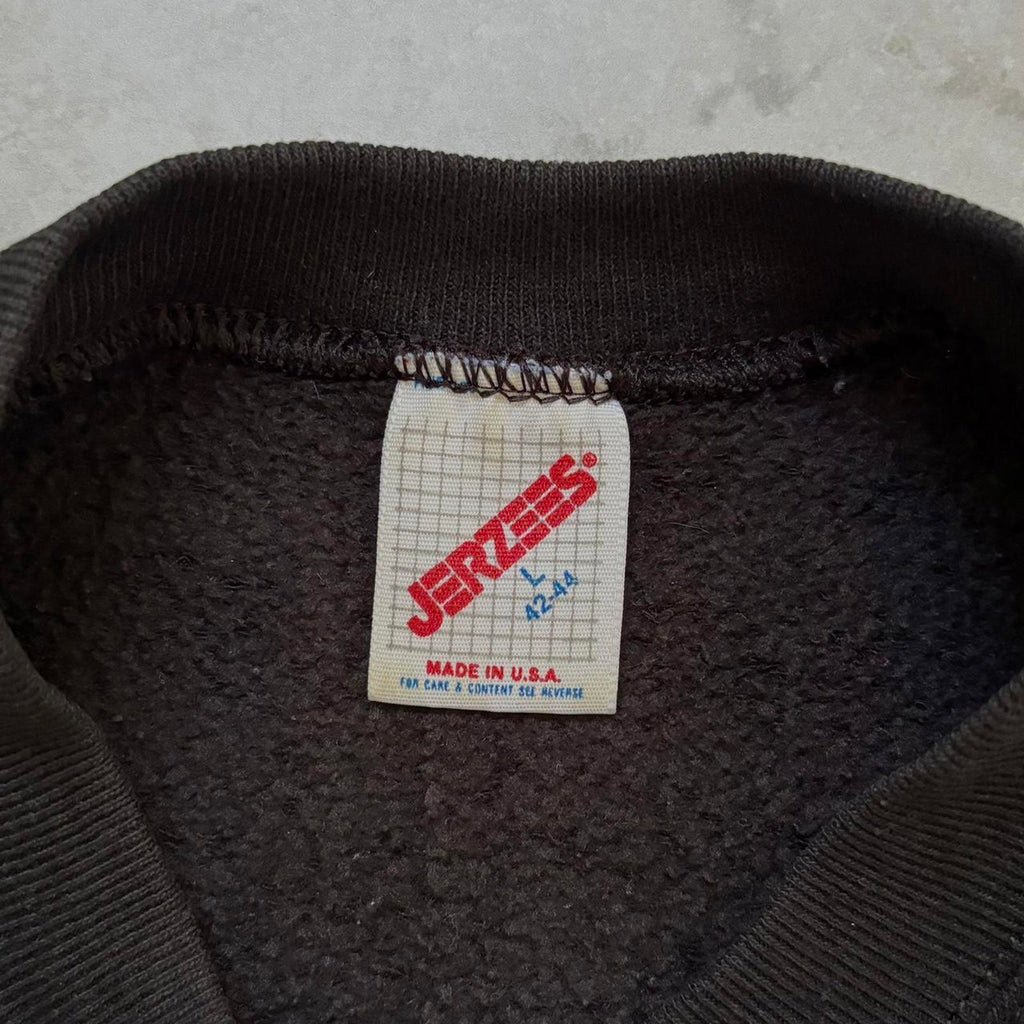 JERZEES®
L
42-44
MADE IN U.S.A.
FOR CARE & CONTENT SEE REVERSE